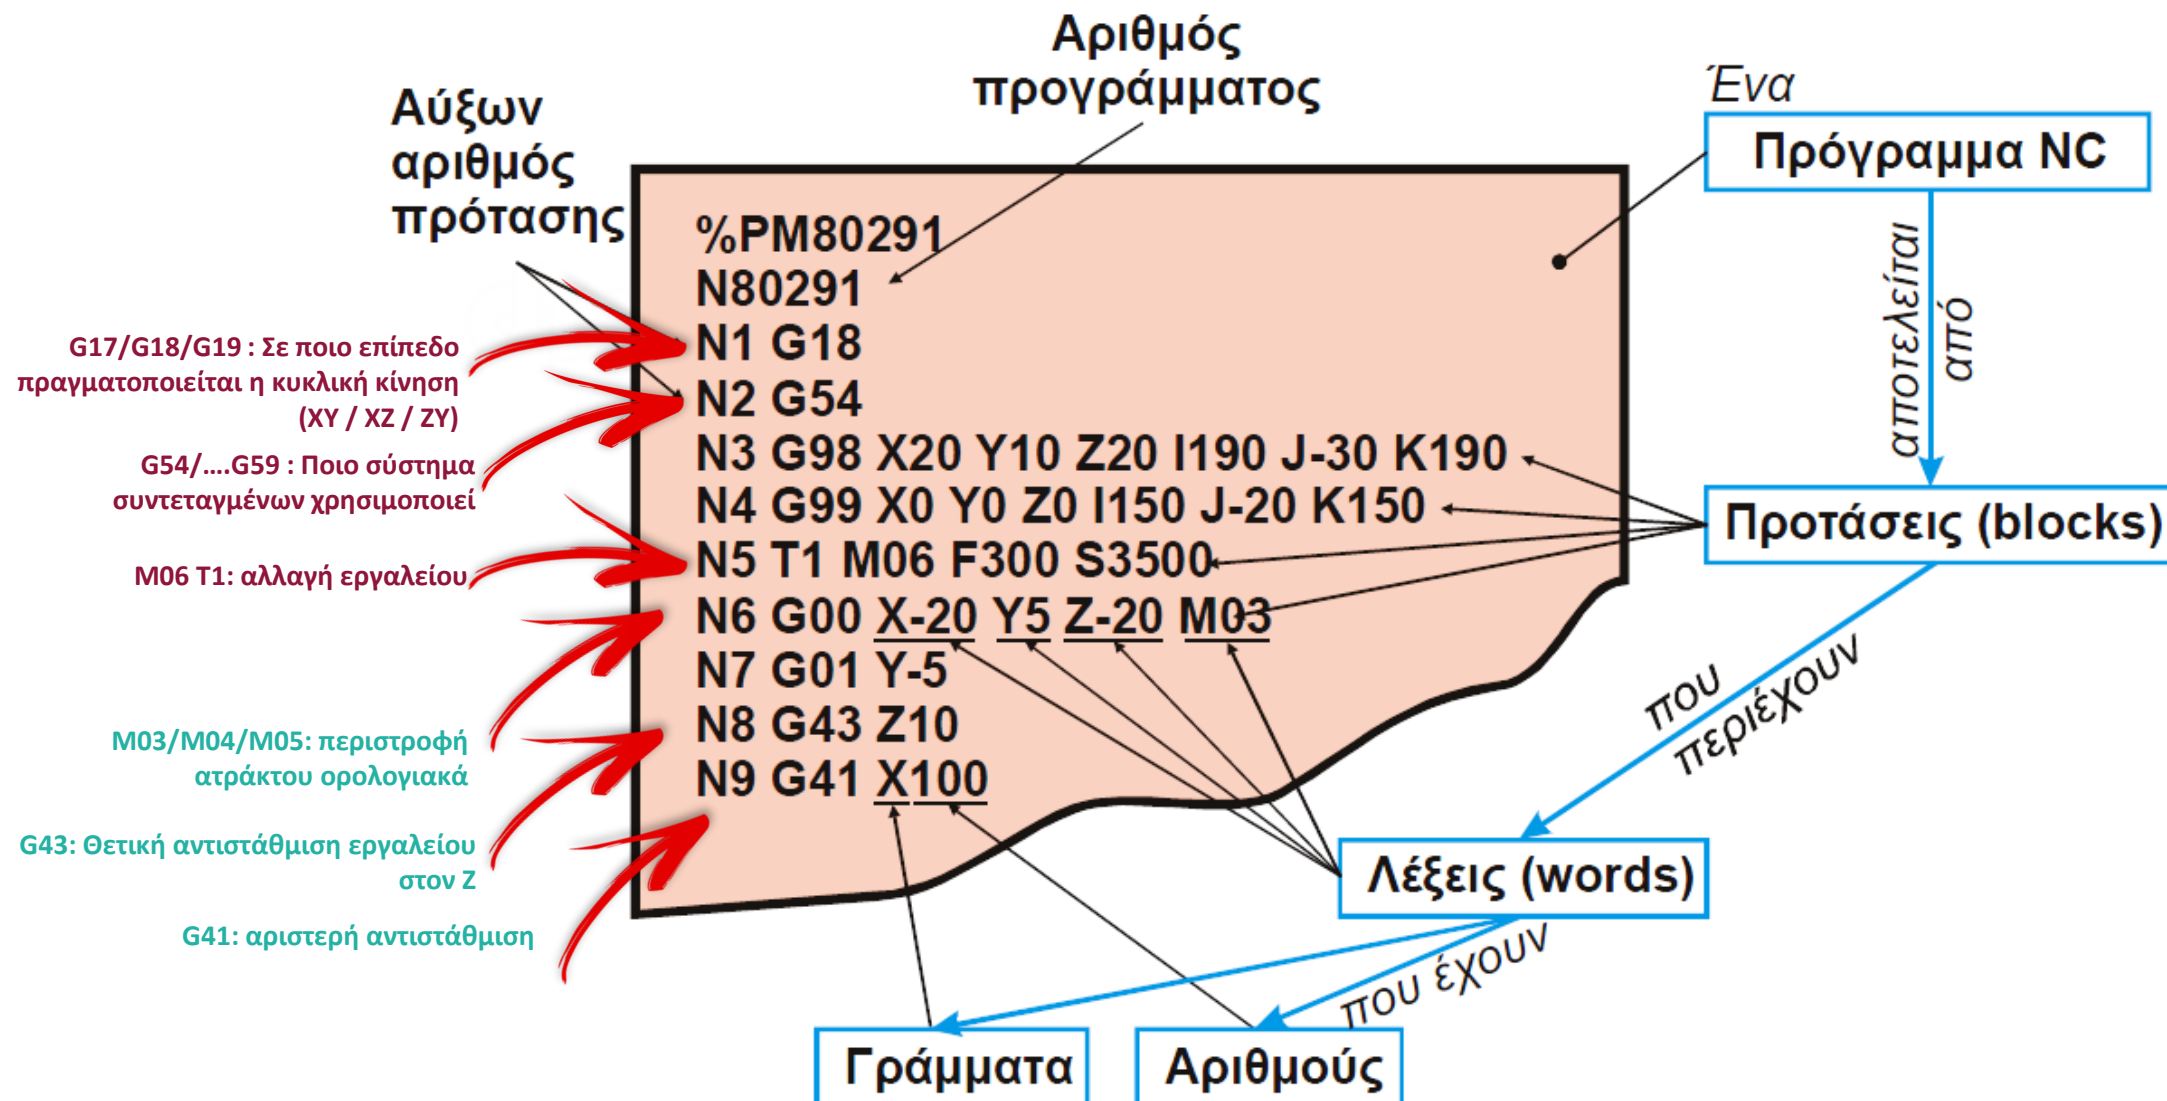 Αριθμός
προγράμματος
Αύξων
αριθμός
πρότασης
Ένα
Πρόγραμμα NC
αποτελείται
από
%PM80291
N80291
N1 G18
N2 G54
N3 G98 X20 Y10 Z20 I190 J-30 K190
N4 G99 X0 Y0 Z0 I150 J-20 K150
N5 T1 M06 F300 S3500
N6 G00 X-20 Y5 Z-20 M03
N7 G01 Y-5
N8 G43 Z10
N9 G41 X100
G17/G18/G19 : Σε ποιο επίπεδο
πραγματοποιείται η κυκλική κίνηση
(XY / XZ / ZY)
G54/....G59 : Ποιο σύστημα
συντεταγμένων χρησιμοποιεί
M06 T1: αλλαγή εργαλείου
M03/M04/M05: περιστροφή
ατράκτου ορολογιακά
G43: Θετική αντιστάθμιση εργαλείου
στον Z
G41: αριστερή αντιστάθμιση
Προτάσεις (blocks)
που
περιέχουν
Λέξεις (words)
που έχουν
Γράμματα
Αριθμούς